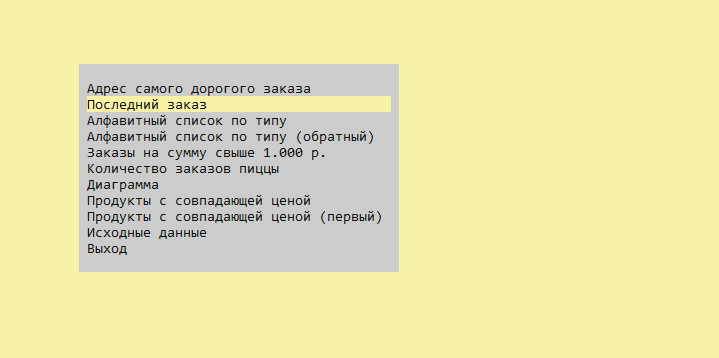 Адрес самого дорогого заказа
Последний заказ
Алфавитный список по типу
Алфавитный список по типу (обратный)
Заказы на сумму свыше 1.000 р.
Количество заказов пиццы
Диаграмма
Продукты с совпадающей ценой
Продукты с совпадающей ценой (первый)
Исходные данные
Выход